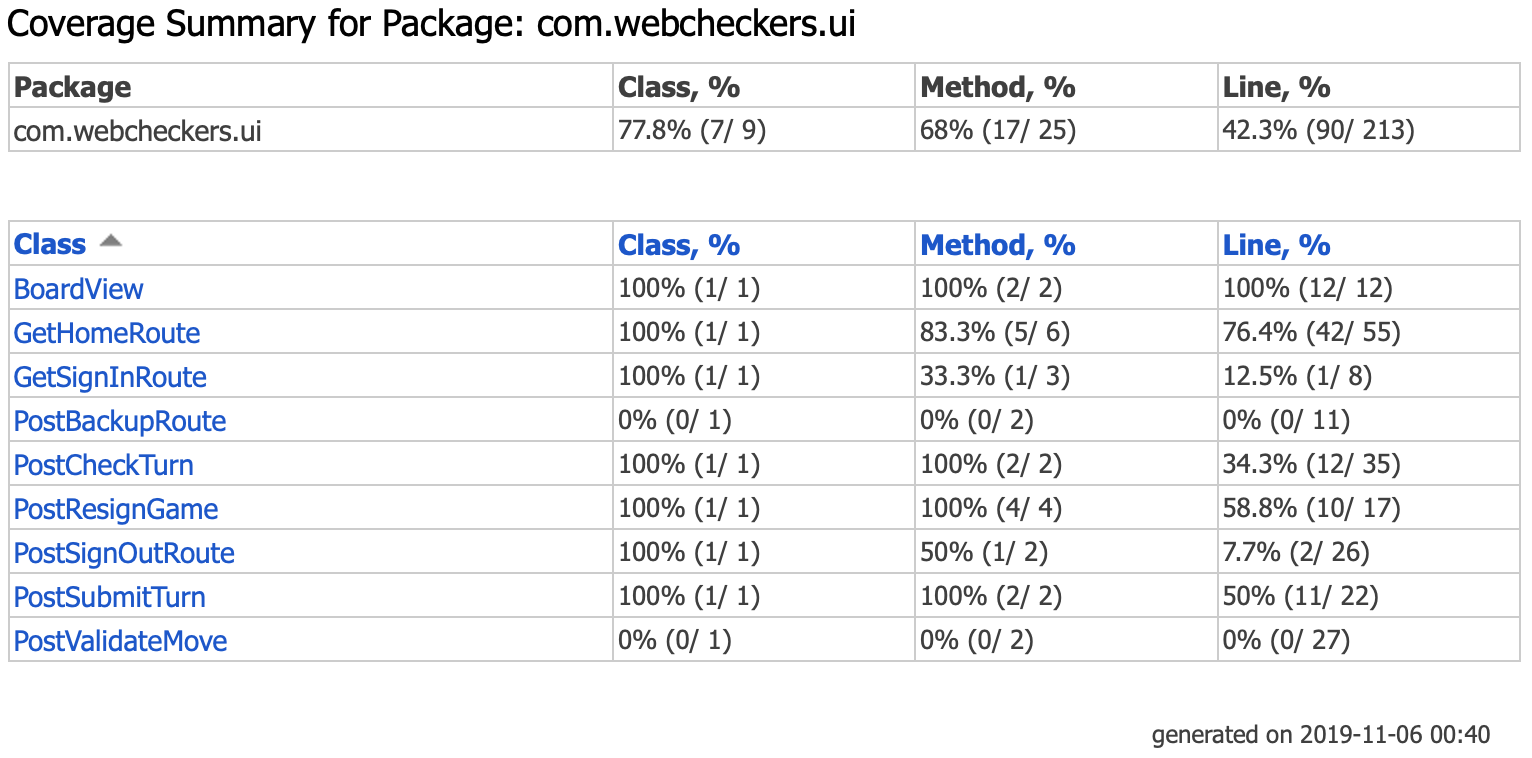 Coverage Summary for Package: com.webcheckers.ui
Package Class, % Method, % Line, %
com.webcheckers.ui 77.8% (7/ 9) 68% (17/ 25) 42.3% (90/ 213)
Class Class, % Method, % Line, %
BoardView 100% (1/ 1) 100% (2/ 2) 100% (12/ 12)
GetHomeRoute 100% (1/ 1) 83.3% (5/ 6) 76.4% (42/ 55)
GetSignInRoute 100% (1/ 1) 33.3% (1/ 3) 12.5% (1/ 8)
PostBackupRoute 0% (0/ 1) 0% (0/ 2) 0% (0/ 11)
PostCheckTurn 100% (1/ 1) 100% (2/ 2) 34.3% (12/ 35)
PostResignGame 100% (1/ 1) 100% (4/ 4) 58.8% (10/ 17)
PostSignOutRoute 100% (1/ 1) 50% (1/ 2) 7.7% (2/ 26)
PostSubmitTurn 100% (1/ 1) 100% (2/ 2) 50% (11/ 22)
PostValidateMove 0% (0/ 1) 0% (0/ 2) 0% (0/ 27)
generated on 2019-11-06 00:40